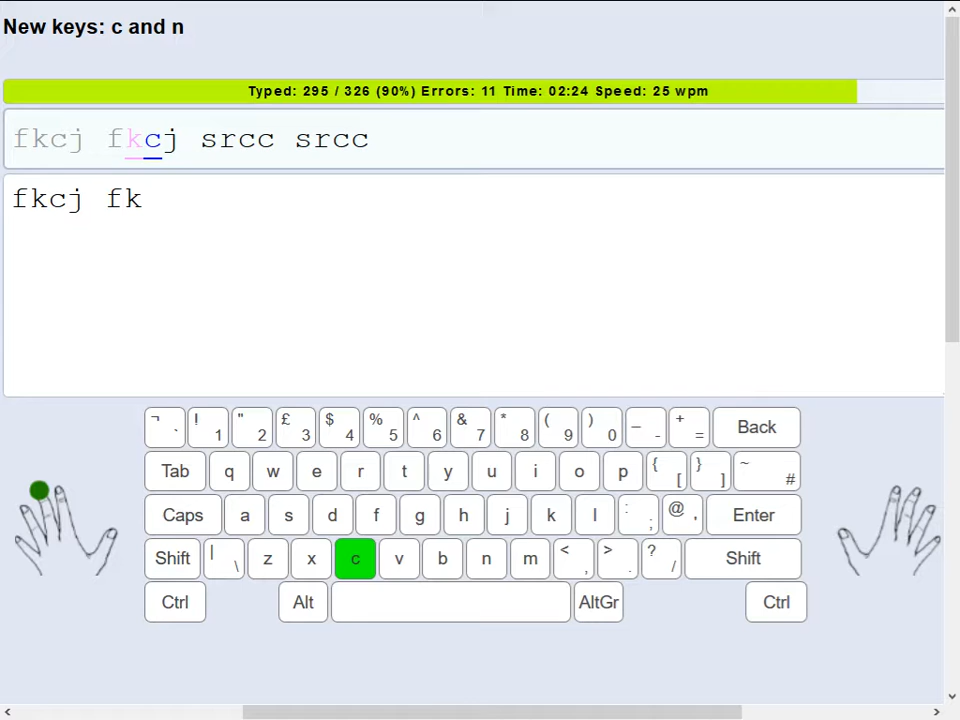 New keys: c and n
Typed: 295 / 326 (90%) Errors: 11 Time: 02:24 Speed: 25 wpm
fkcj fkcj srcc srcc
fkcj fk
¬ ` ! 1 " 2 £ 3 $ 4 % 5 ^ 6 & 7 * 8 ( 9 ) 0 _ - + = Back
Tab q w e r t y u i o p { [ } ] ~ #
Caps a s d f g h j k l : ; @ , Enter
Shift | \ z x c v b n m < , > . ? / Shift
Ctrl Alt AltGr Ctrl